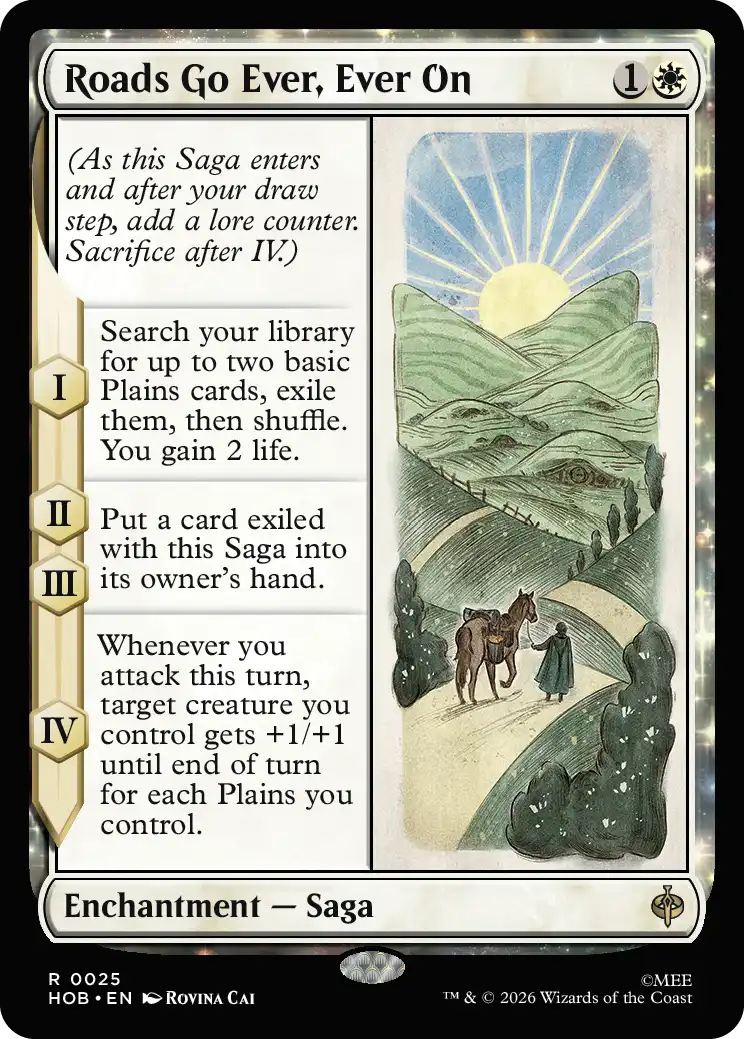 Roads Go Ever, Ever On
1
(As this Saga enters
and after your draw
step, add a lore counter.
Sacrifice after IV.)
I
Search your library
for up to two basic
Plains cards, exile
them, then shuffle.
You gain 2 life.
II
III
Put a card exiled
with this Saga into
its owner's hand.
IV
Whenever you
attack this turn,
target creature you
control gets +1/+1
until end of turn
for each Plains you
control.
Enchantment — Saga
R 0025
HOB • EN Rovina Cai
©MEE
™ & © 2026 Wizards of the Coast